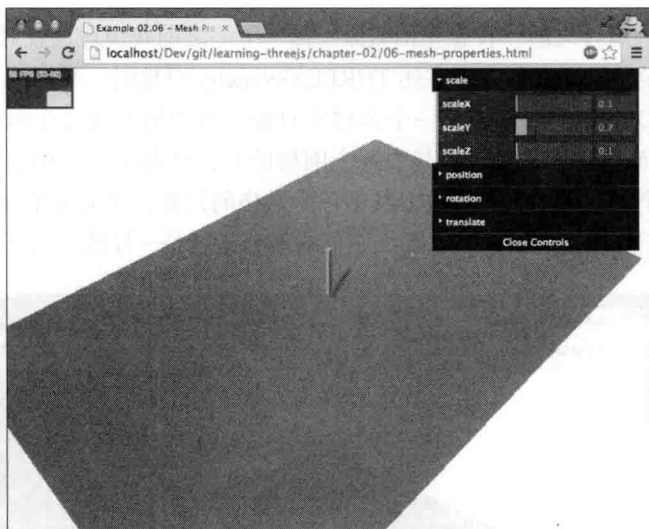 Example 02.06 – Mesh Pro
localhost/Dev/git/learning-threejs/chapter-02/06-mesh-properties.html
scale
scaleX 0.1
scaleY 0.7
scaleZ 0.1
position
rotation
translate
Close Controls